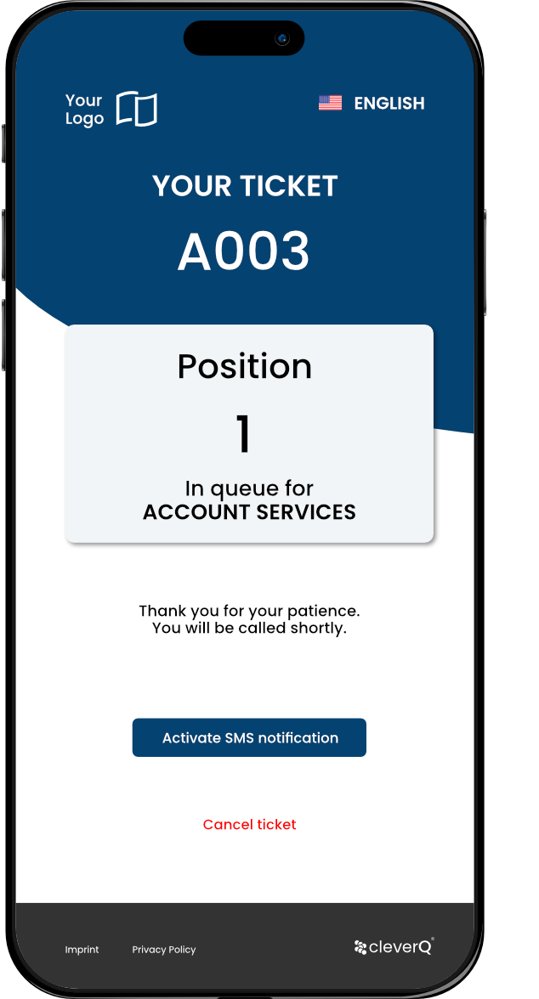 Your
Logo
ENGLISH
YOUR TICKET
A003
Position
1
In queue for
ACCOUNT SERVICES
Thank you for your patience.
You will be called shortly.
Activate SMS notification
Cancel ticket
Imprint
Privacy Policy
cleverQ®